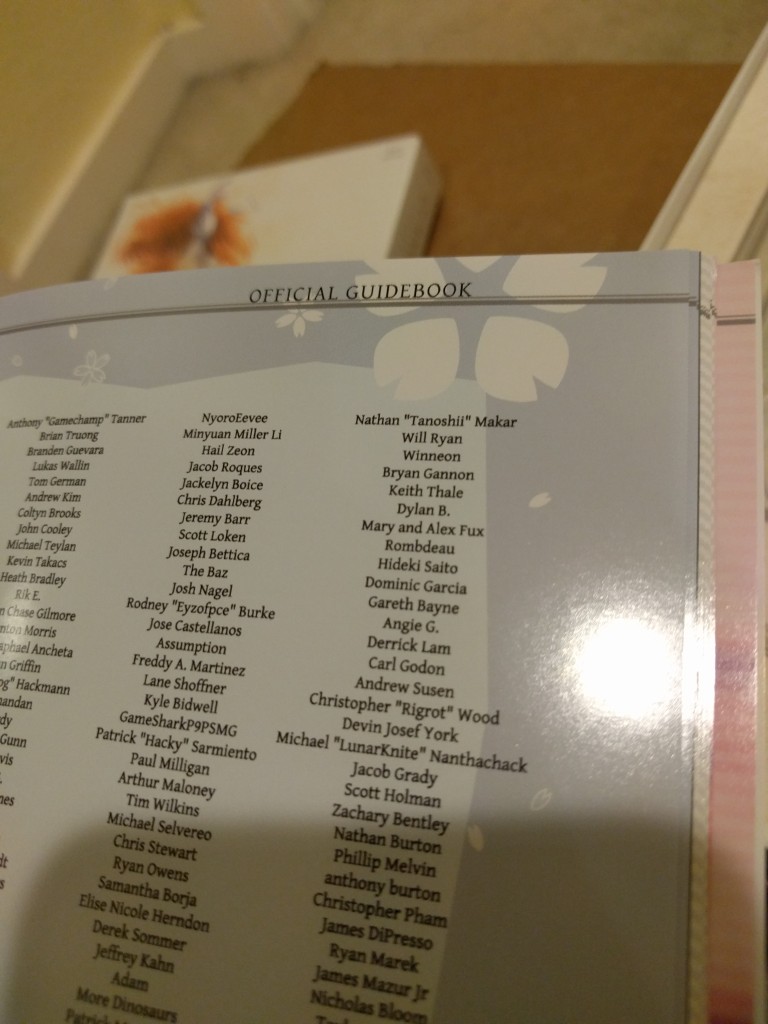 OFFICIAL GUIDEBOOK
Anthony "Gamechamp" Tanner
Brian Truong
Branden Guevara
Lukas Wallin
Tom German
Andrew Kim
Coltyn Brooks
John Cooley
Michael Teylan
Kevin Takacs
Heath Bradley
Rik E.
Chase Gilmore
Morris
Ancheta
Griffin
Hackmann
Gunn
NyoroEevee
Minyuan Miller Li
Hail Zeon
Jacob Roques
Jackelyn Boice
Chris Dahlberg
Jeremy Barr
Scott Loken
Joseph Bettica
The Baz
Josh Nagel
Rodney "Eyzofpce" Burke
Jose Castellanos
Assumption
Freddy A. Martinez
Lane Shoffner
Kyle Bidwell
GameSharkP9PSMG
Patrick "Hacky" Sarmiento
Paul Milligan
Arthur Maloney
Tim Wilkins
Michael Selvereo
Chris Stewart
Ryan Owens
Samantha Borja
Elise Nicole Herndon
Derek Sommer
Jeffrey Kahn
Adam
More Dinosaurs
Nathan "Tanoshii" Makar
Will Ryan
Winneon
Bryan Gannon
Keith Thale
Dylan B.
Mary and Alex Fux
Rombdeau
Hideki Saito
Dominic Garcia
Gareth Bayne
Angie G.
Derrick Lam
Carl Godon
Andrew Susen
Christopher "Rigrot" Wood
Devin Josef York
Michael "LunarKnite" Nanthachack
Jacob Grady
Scott Holman
Zachary Bentley
Nathan Burton
Phillip Melvin
anthony burton
Christopher Pham
James DiPresso
Ryan Marek
James Mazur Jr
Nicholas Bloom